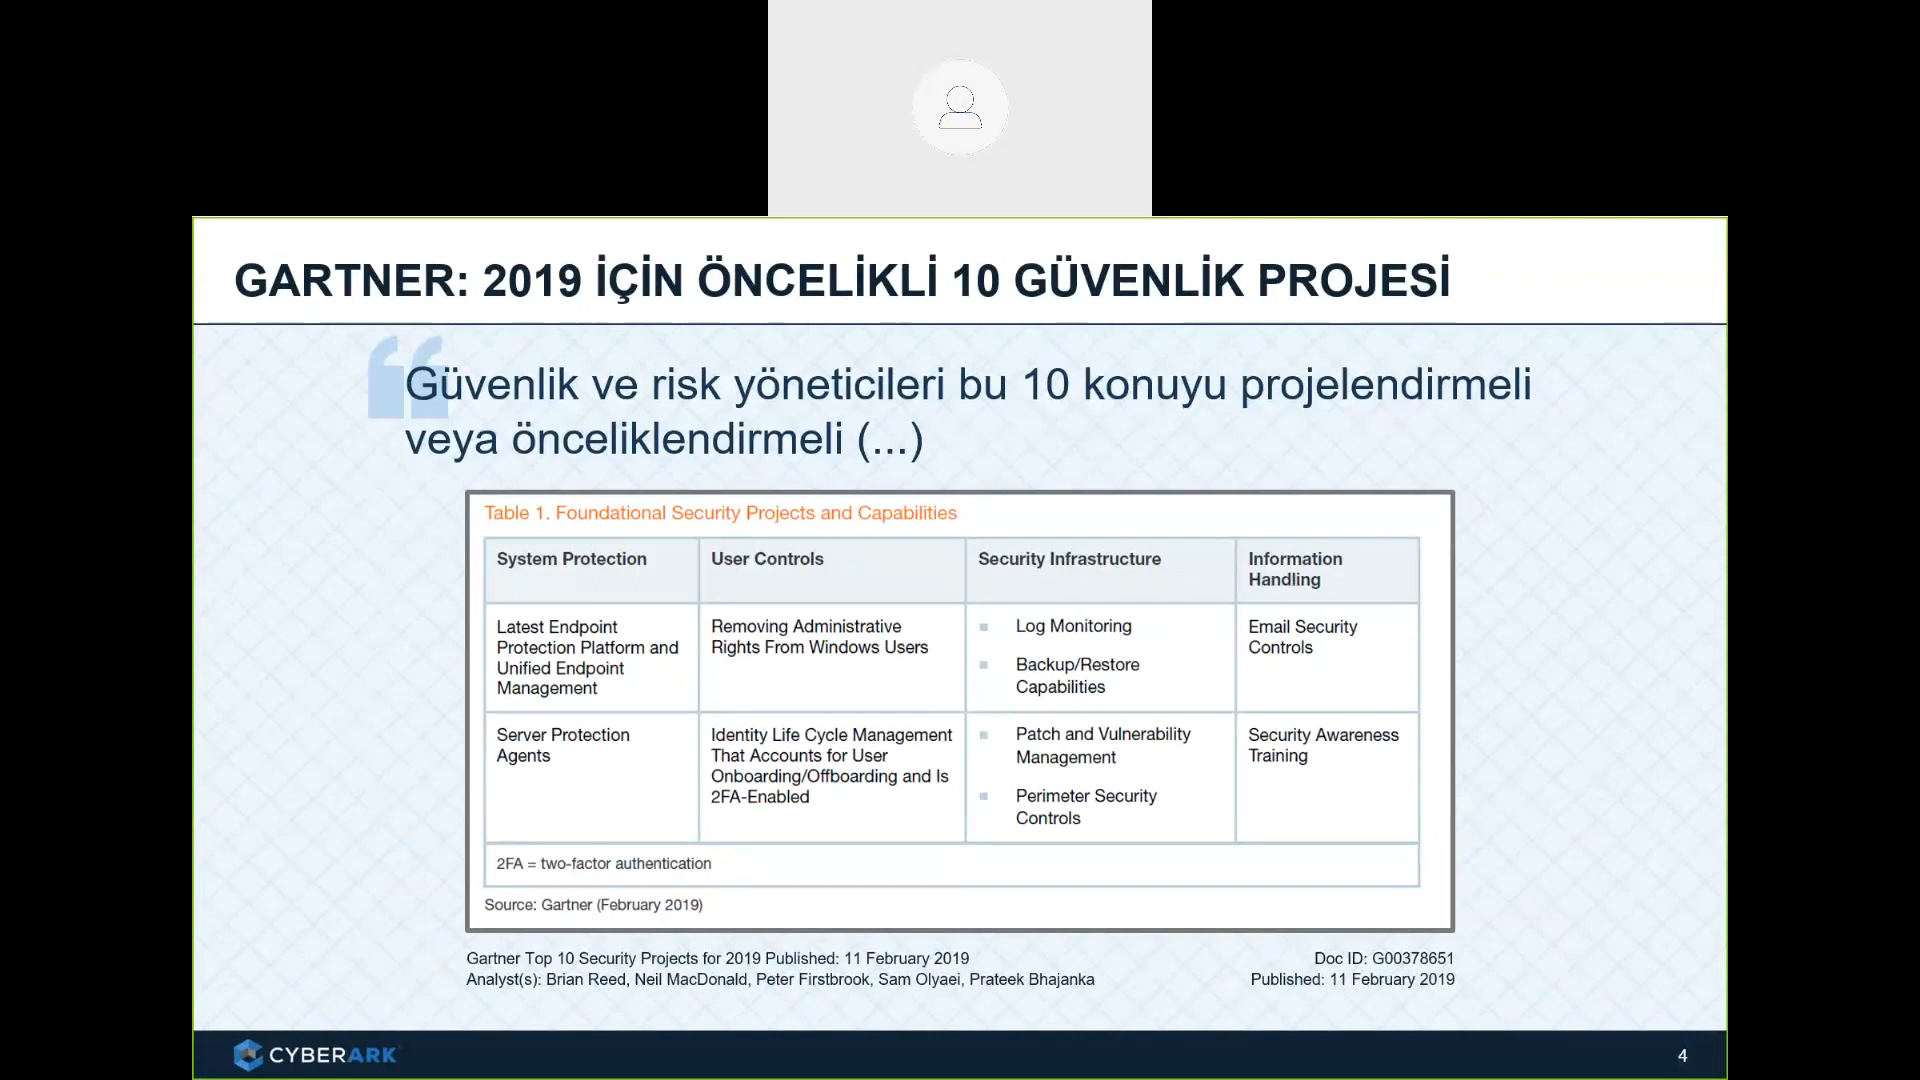 GARTNER: 2019 İÇİN ÖNCELİKLİ 10 GÜVENLİK PROJESİ
Güvenlik ve risk yöneticileri bu 10 konuyu projelendirmeli
veya önceliklendirmeli (...)
Table 1. Foundational Security Projects and Capabilities
System Protection
User Controls
Security Infrastructure
Information
Handling
Latest Endpoint
Protection Platform and
Unified Endpoint
Management
Removing Administrative
Rights From Windows Users
Log Monitoring
Backup/Restore
Capabilities
Email Security
Controls
Server Protection
Agents
Identity Life Cycle Management
That Accounts for User
Onboarding/Offboarding and Is
2FA-Enabled
Patch and Vulnerability
Management
Perimeter Security
Controls
Security Awareness
Training
2FA = two-factor authentication
Source: Gartner (February 2019)
Gartner Top 10 Security Projects for 2019 Published: 11 February 2019
Analyst(s): Brian Reed, Neil MacDonald, Peter Firstbrook, Sam Olyaei, Prateek Bhajanka
Doc ID: G00378651
Published: 11 February 2019
CYBERARK
4